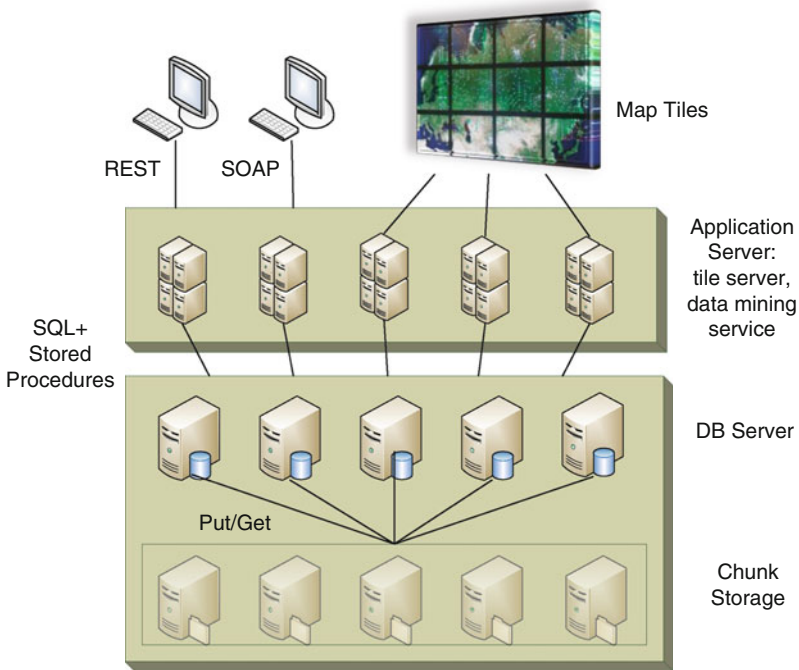 Map Tiles
REST
SOAP
Application
Server:
tile server,
data mining
service
SQL+
Stored
Procedures
DB Server
Put/Get
Chunk
Storage